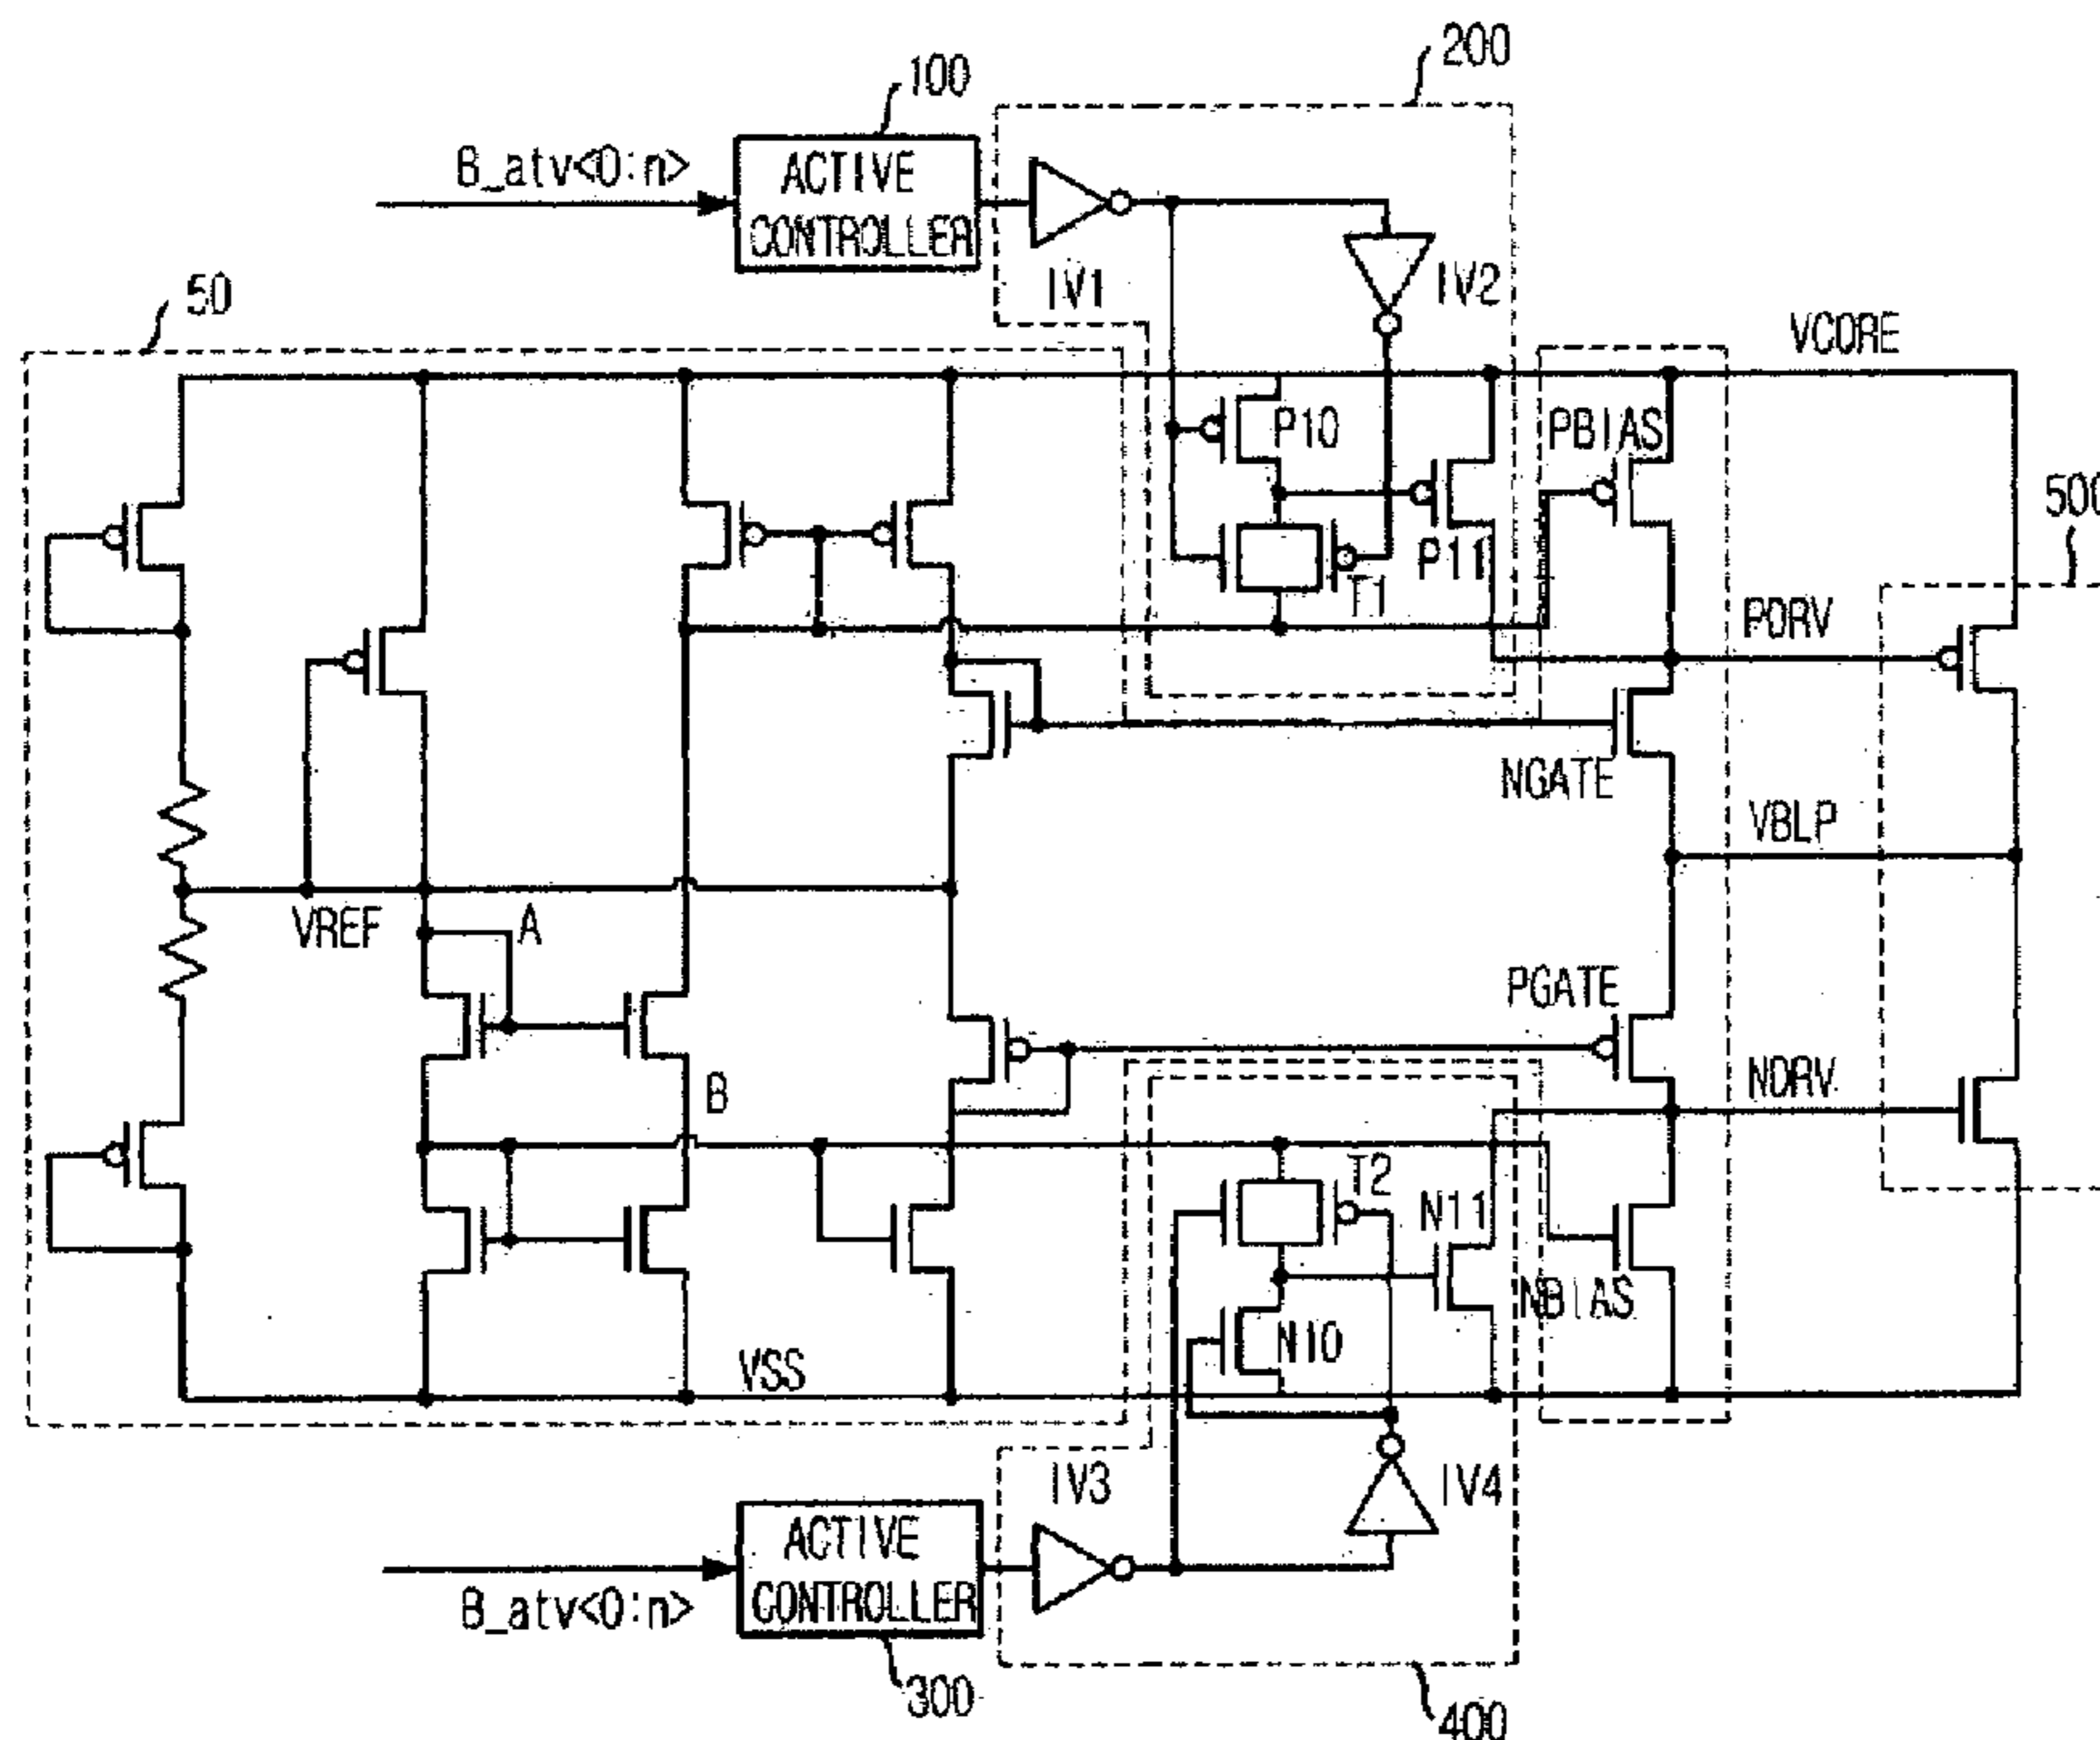 200
100
B_atv<0:n>
ACTIVE
CONTROLLER
IV1
IV2
50
VCORE
P10
PBIAS
500
P11
T1
PDRV
NGATE
VBLP
VREF
A
PGATE
B
NDRV
T2
N11
NBIAS
N10
VSS
IV3
IV4
ACTIVE
CONTROLLER
B_atv<0:n>
300
400